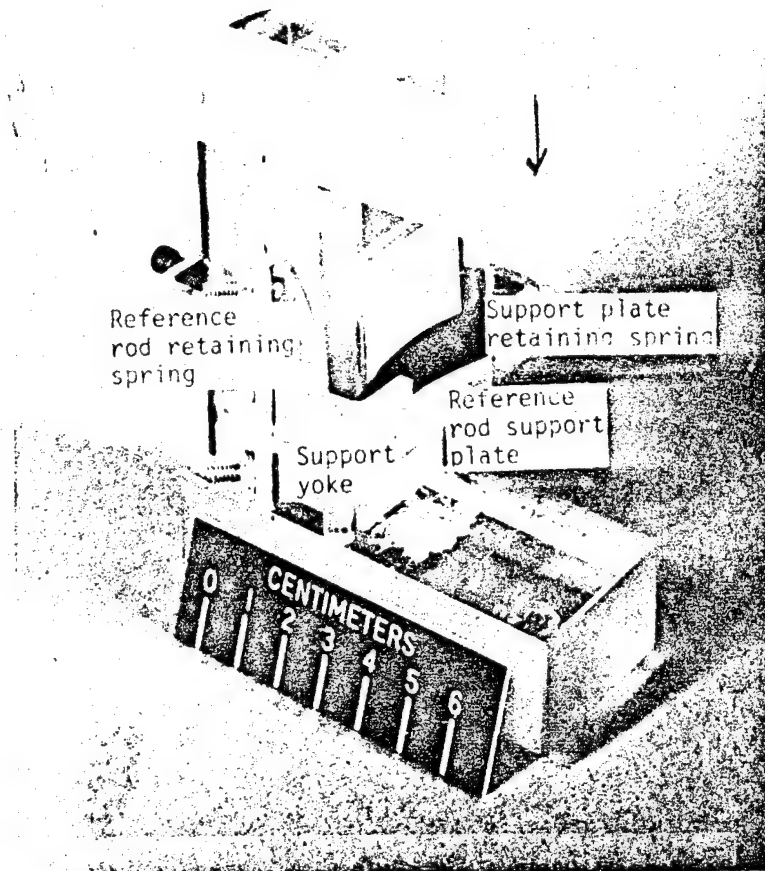 Reference
rod retaining
spring
Support plate
retaining spring
Reference
rod support
plate
Support
yoke
CENTIMETERS
0 1 2 3 4 5 6